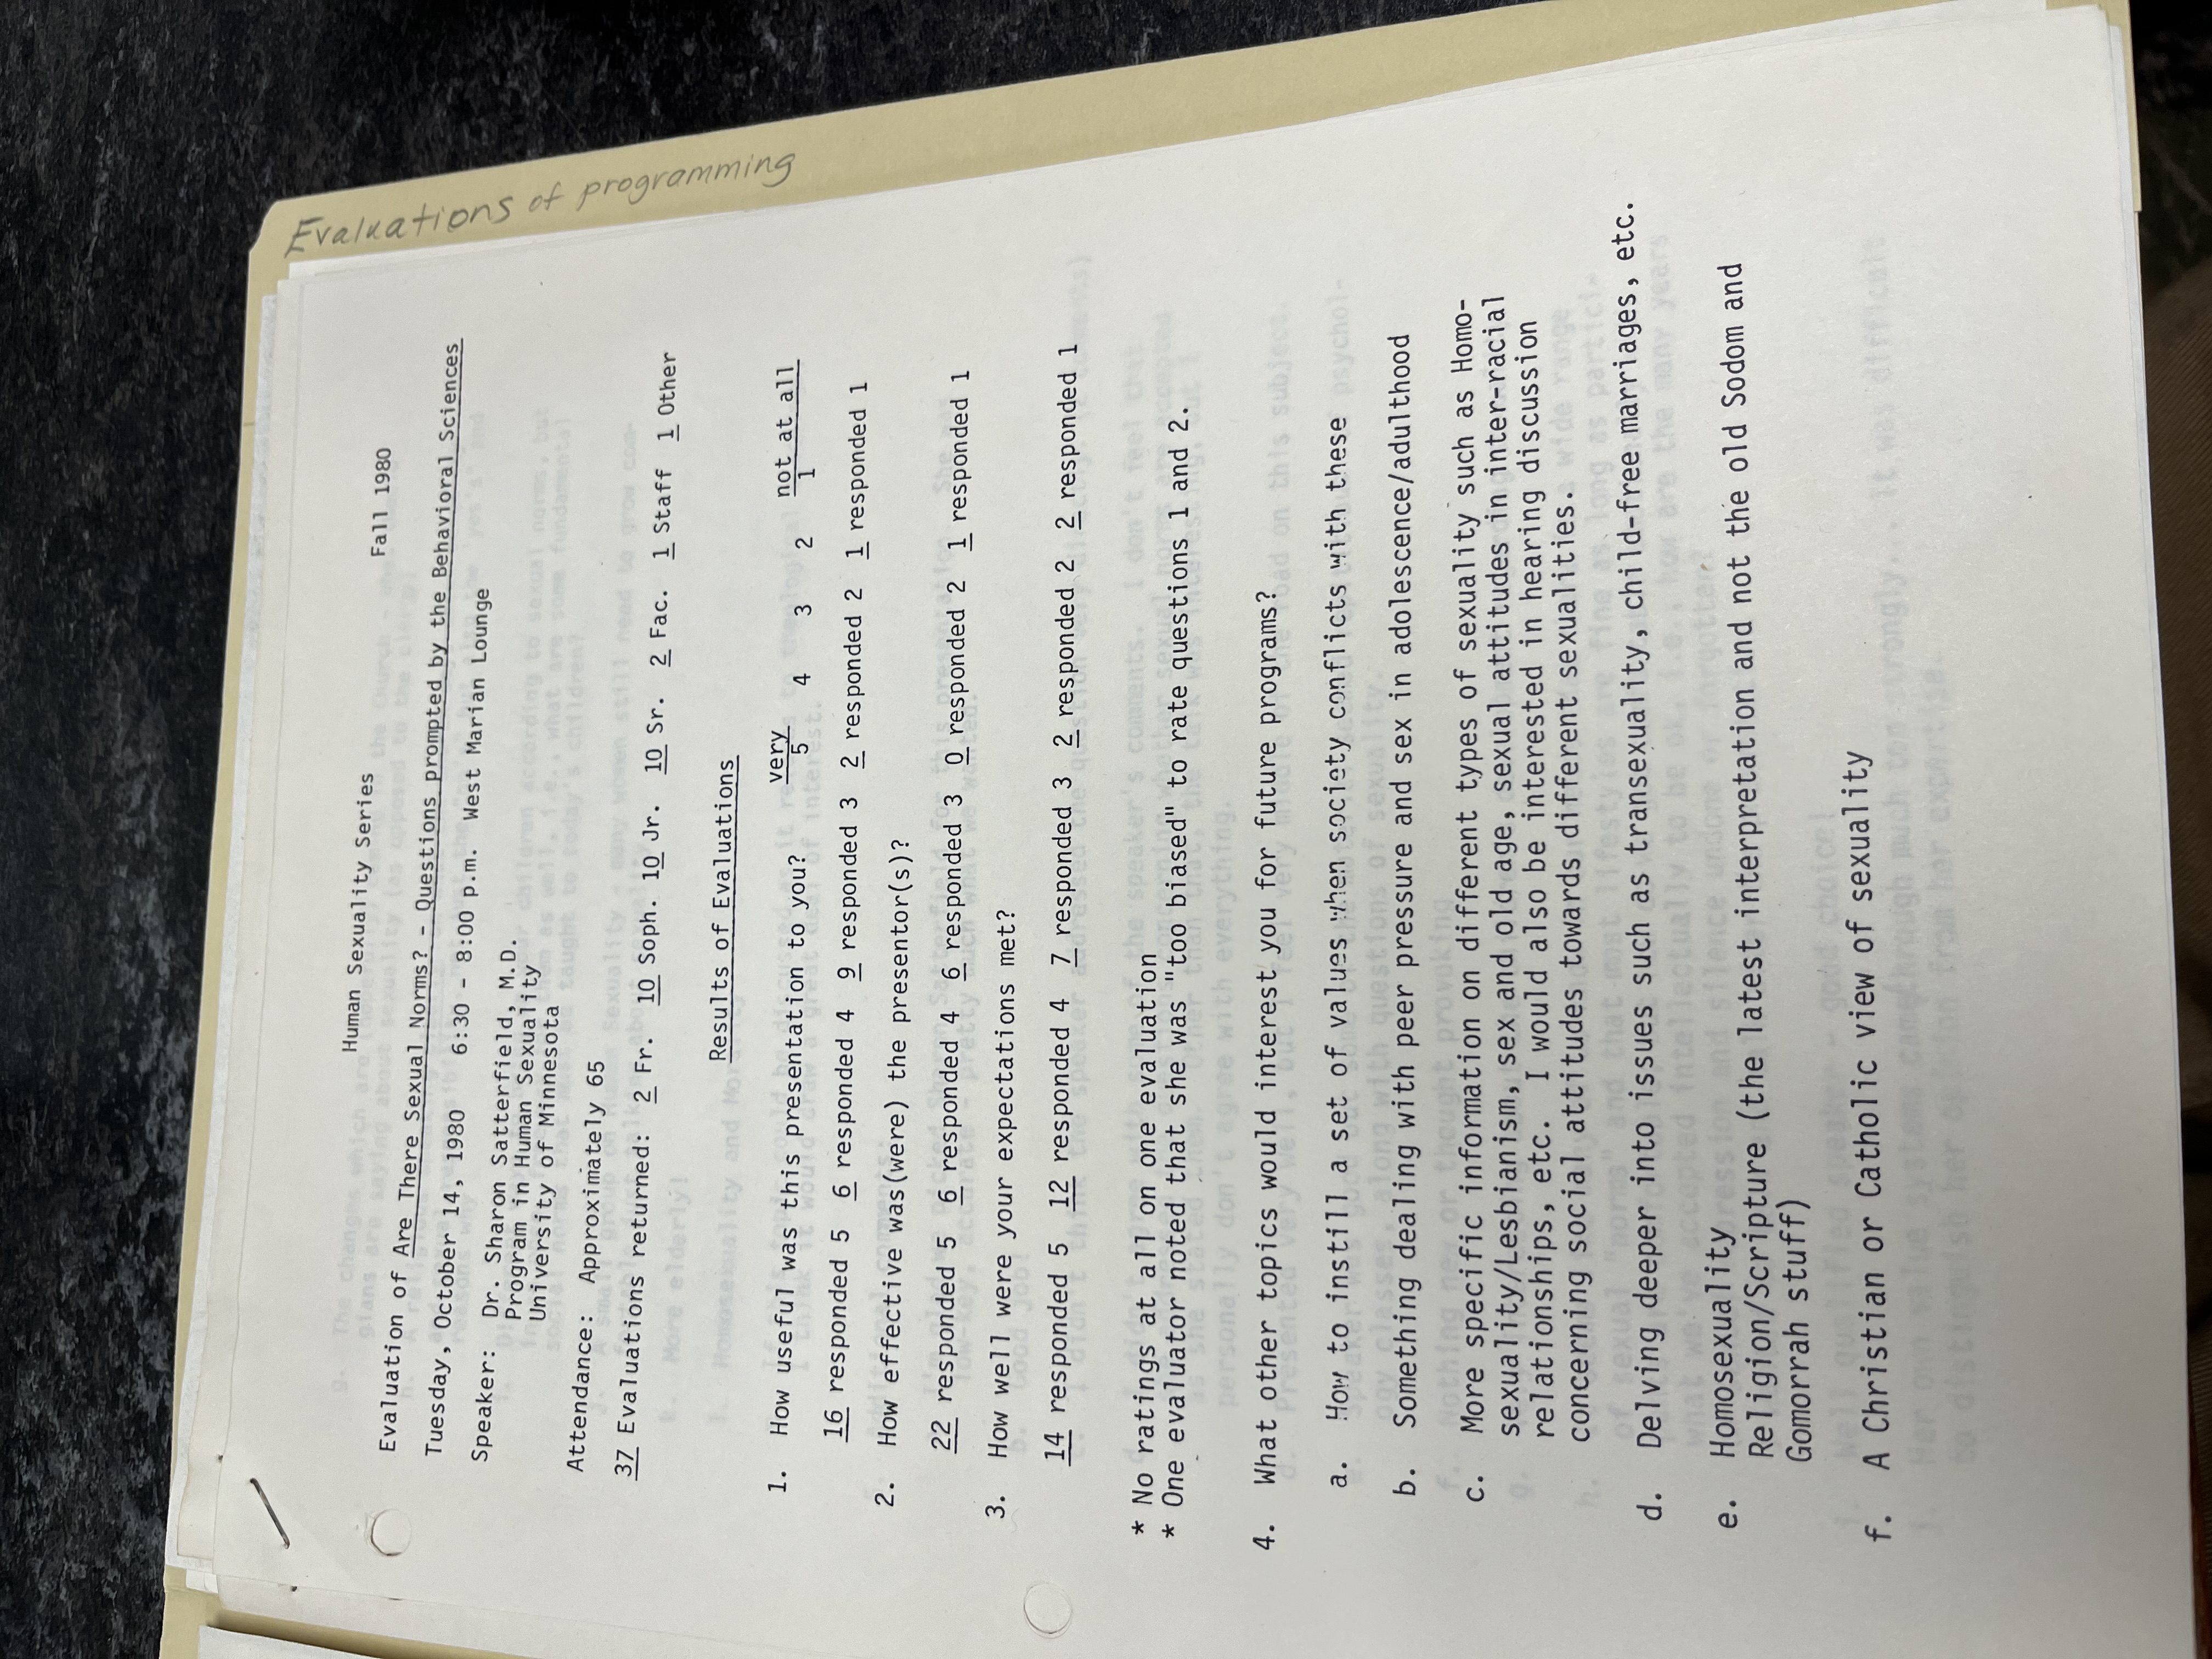 Human Sexuality Series
Fall 1980
Evaluation of Are There Sexual Norms? - Questions prompted by the Behavioral Sciences
Tuesday, October 14, 1980 6:30 - 8:00 p.m. West Marian Lounge
Speaker: Dr. Sharon Satterfield, M.D.
Program in Human Sexuality
University of Minnesota
Attendance: Approximately 65
37 Evaluations returned: 2 Fr. 10 Soph. 10 Jr. 10 Sr. 2 Fac. 1 Staff 1 Other
Results of Evaluations
1. How useful was this presentation to you? very 5 4 3 2 not at all 1
16 responded 5 6 responded 4 9 responded 3 2 responded 2 1 responded 1
2. How effective was(were) the presentor(s)?
22 responded 5 6 responded 4 6 responded 3 0 responded 2 1 responded 1
3. How well were your expectations met?
14 responded 5 12 responded 4 7 responded 3 2 responded 2 2 responded 1
* No ratings at all on one evaluation
* One evaluator noted that she was "too biased" to rate questions 1 and 2.
4. What other topics would interest you for future programs?
a. How to instill a set of values when society conflicts with these
b. Something dealing with peer pressure and sex in adolescence/adulthood
c. More specific information on different types of sexuality such as Homo-
sexuality/Lesbianism, sex and old age, sexual attitudes in inter-racial
relationships, etc. I would also be interested in hearing discussion
concerning social attitudes towards different sexualities.
d. Delving deeper into issues such as transexuality, child-free marriages, etc.
e. Homosexuality
Religion/Scripture (the latest interpretation and not the old Sodom and
Gomorrah stuff)
f. A Christian or Catholic view of sexuality
Evaluations of programming